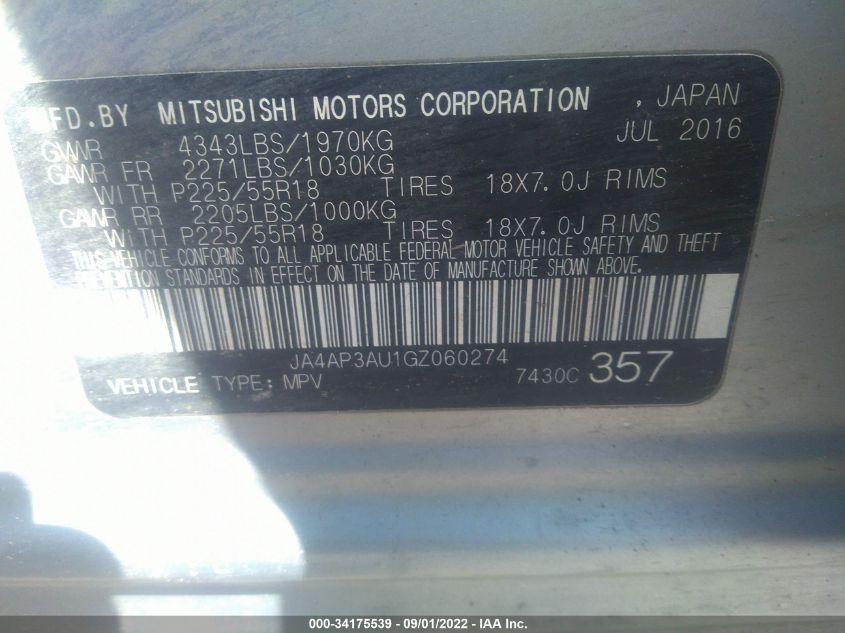 MFD.BY MITSUBISHI MOTORS CORPORATION , JAPAN
GVWR 4343LBS/1970KG JUL 2016
GAWR FR 2271LBS/1030KG
WITH P225/55R18 TIRES 18X7.0J RIMS
GAWR RR 2205LBS/1000KG
WITH P225/55R18 TIRES 18X7.0J RIMS
THIS VEHICLE CONFORMS TO ALL APPLICABLE FEDERAL MOTOR VEHICLE SAFETY AND THEFT
PREVENTION STANDARDS IN EFFECT ON THE DATE OF MANUFACTURE SHOWN ABOVE.
JA4AP3AU1GZ060274
VEHICLE TYPE: MPV 7430C 357
000-34175539 - 09/01/2022 - IAA Inc.